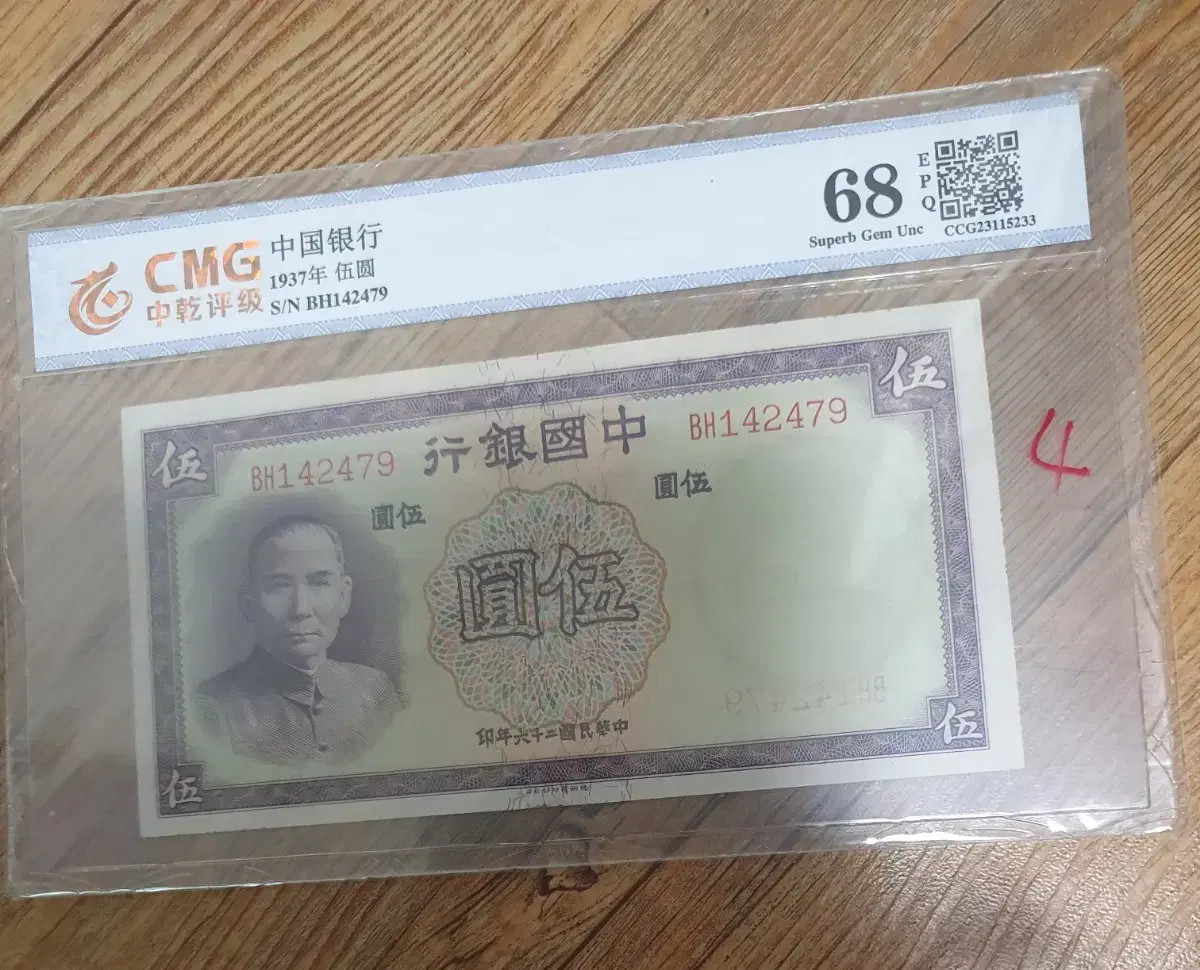 CMG
中乾评级
中国银行
1937年 伍圆
S/N BH142479
68
EPQ
Superb Gem Unc
CCG23115233
伍
伍
BH142479
行銀國中
BH142479
圓伍
圓伍
圓伍
4
BH142479
印年六十二國民華中
伍
伍